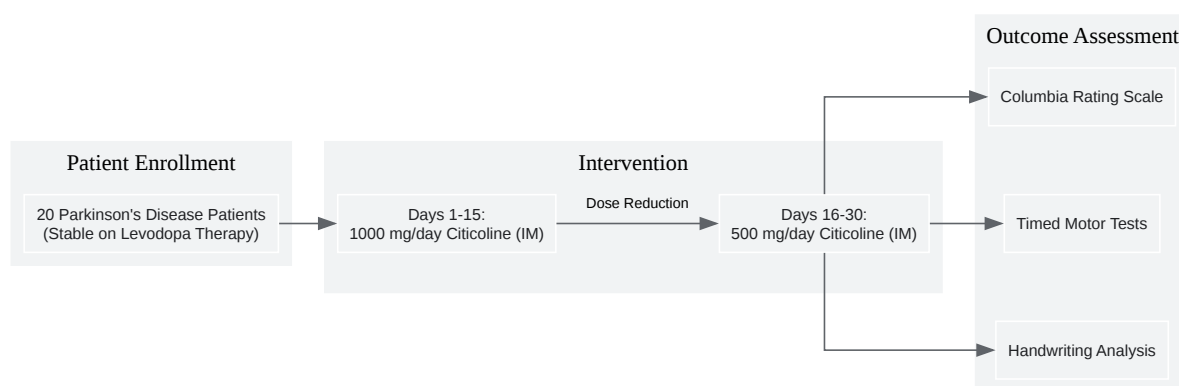 Outcome Assessment
Columbia Rating Scale
Patient Enrollment
Intervention
20 Parkinson's Disease Patients
(Stable on Levodopa Therapy)
Days 1-15:
1000 mg/day Citicoline (IM)
Dose Reduction
Days 16-30:
500 mg/day Citicoline (IM)
Timed Motor Tests
Handwriting Analysis